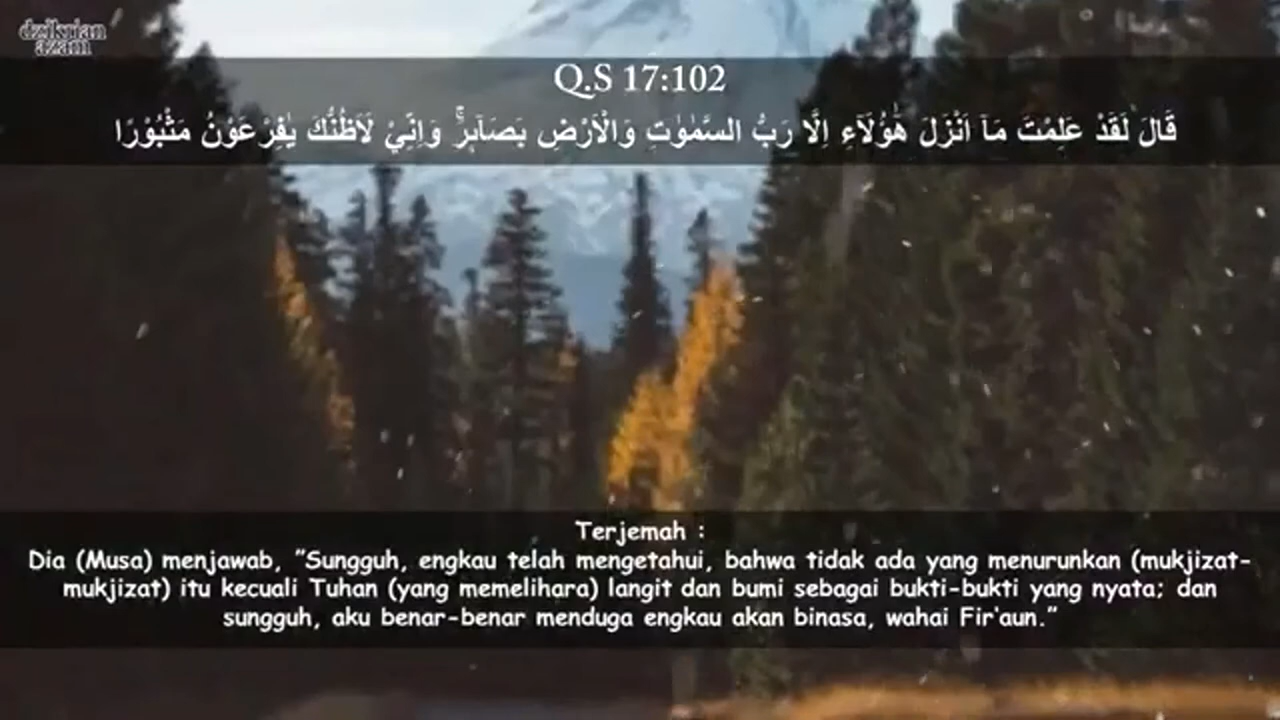 dzikrian
azam
Q.S 17:102
قَالَ لَقَدْ عَلِمْتَ مَآ اَنْزَلَ هٰٓؤُلَاۤءِ اِلَّا رَبُّ السَّمٰوٰتِ وَالْاَرْضِ بَصَاۤىِٕرَۚ وَاِنِّيْ لَاَظُنُّكَ يٰفِرْعَوْنُ مَثْبُوْرًا
Terjemah :
Dia (Musa) menjawab, "Sungguh, engkau telah mengetahui, bahwa tidak ada yang menurunkan (mukjizat-
mukjizat) itu kecuali Tuhan (yang memelihara) langit dan bumi sebagai bukti-bukti yang nyata; dan
sungguh, aku benar-benar menduga engkau akan binasa, wahai Fir'aun."